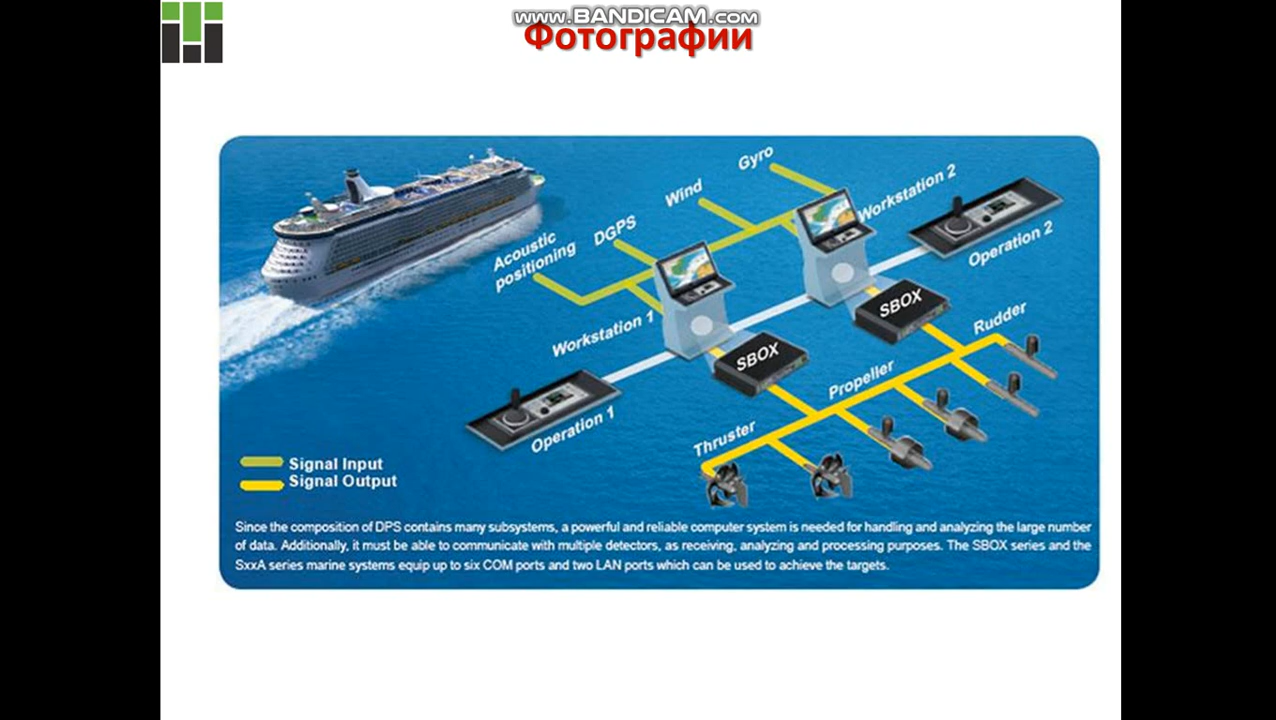 www.BANDICAM.com
Фотографии
Gyro
Wind
Workstation 2
DGPS
Acoustic
positioning
Operation 2
SBOX
Workstation 1
Rudder
SBOX
Propeller
Operation 1
Thruster
Signal Input
Signal Output
Since the composition of DPS contains many subsystems, a powerful and reliable computer system is needed for handling and analyzing the large number
of data. Additionally, it must be able to communicate with multiple detectors, as receiving, analyzing and processing purposes. The SBOX series and the
SxxA series marine systems equip up to six COM ports and two LAN ports which can be used to achieve the targets.